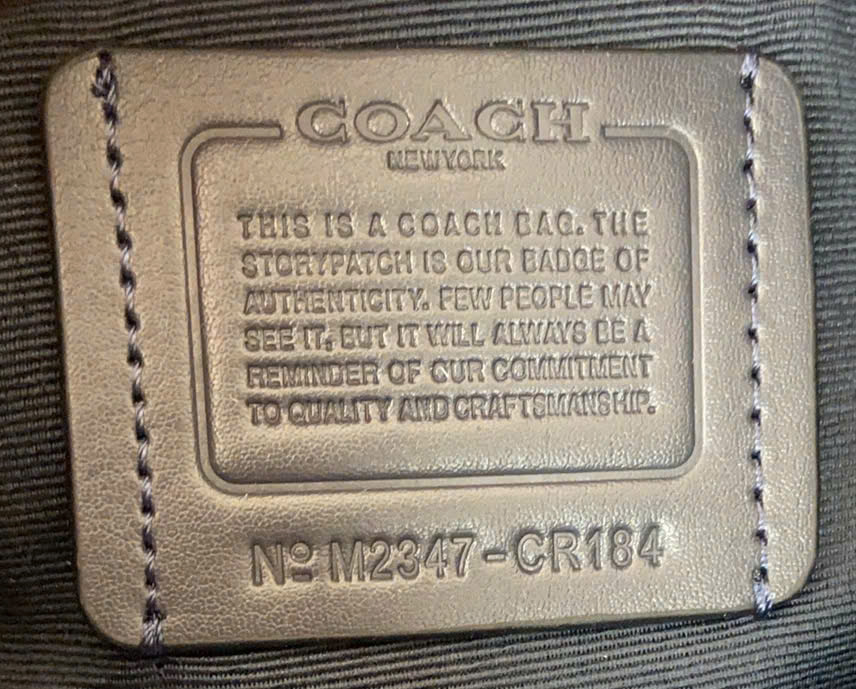 COACH
NEW YORK
THIS IS A COACH BAG. THE
STORYPATCH IS OUR BADGE OF
AUTHENTICITY. FEW PEOPLE MAY
SEE IT, BUT IT WILL ALWAYS BE A
REMINDER OF OUR COMMITMENT
TO QUALITY AND CRAFTSMANSHIP.
Nº M2347-CR184